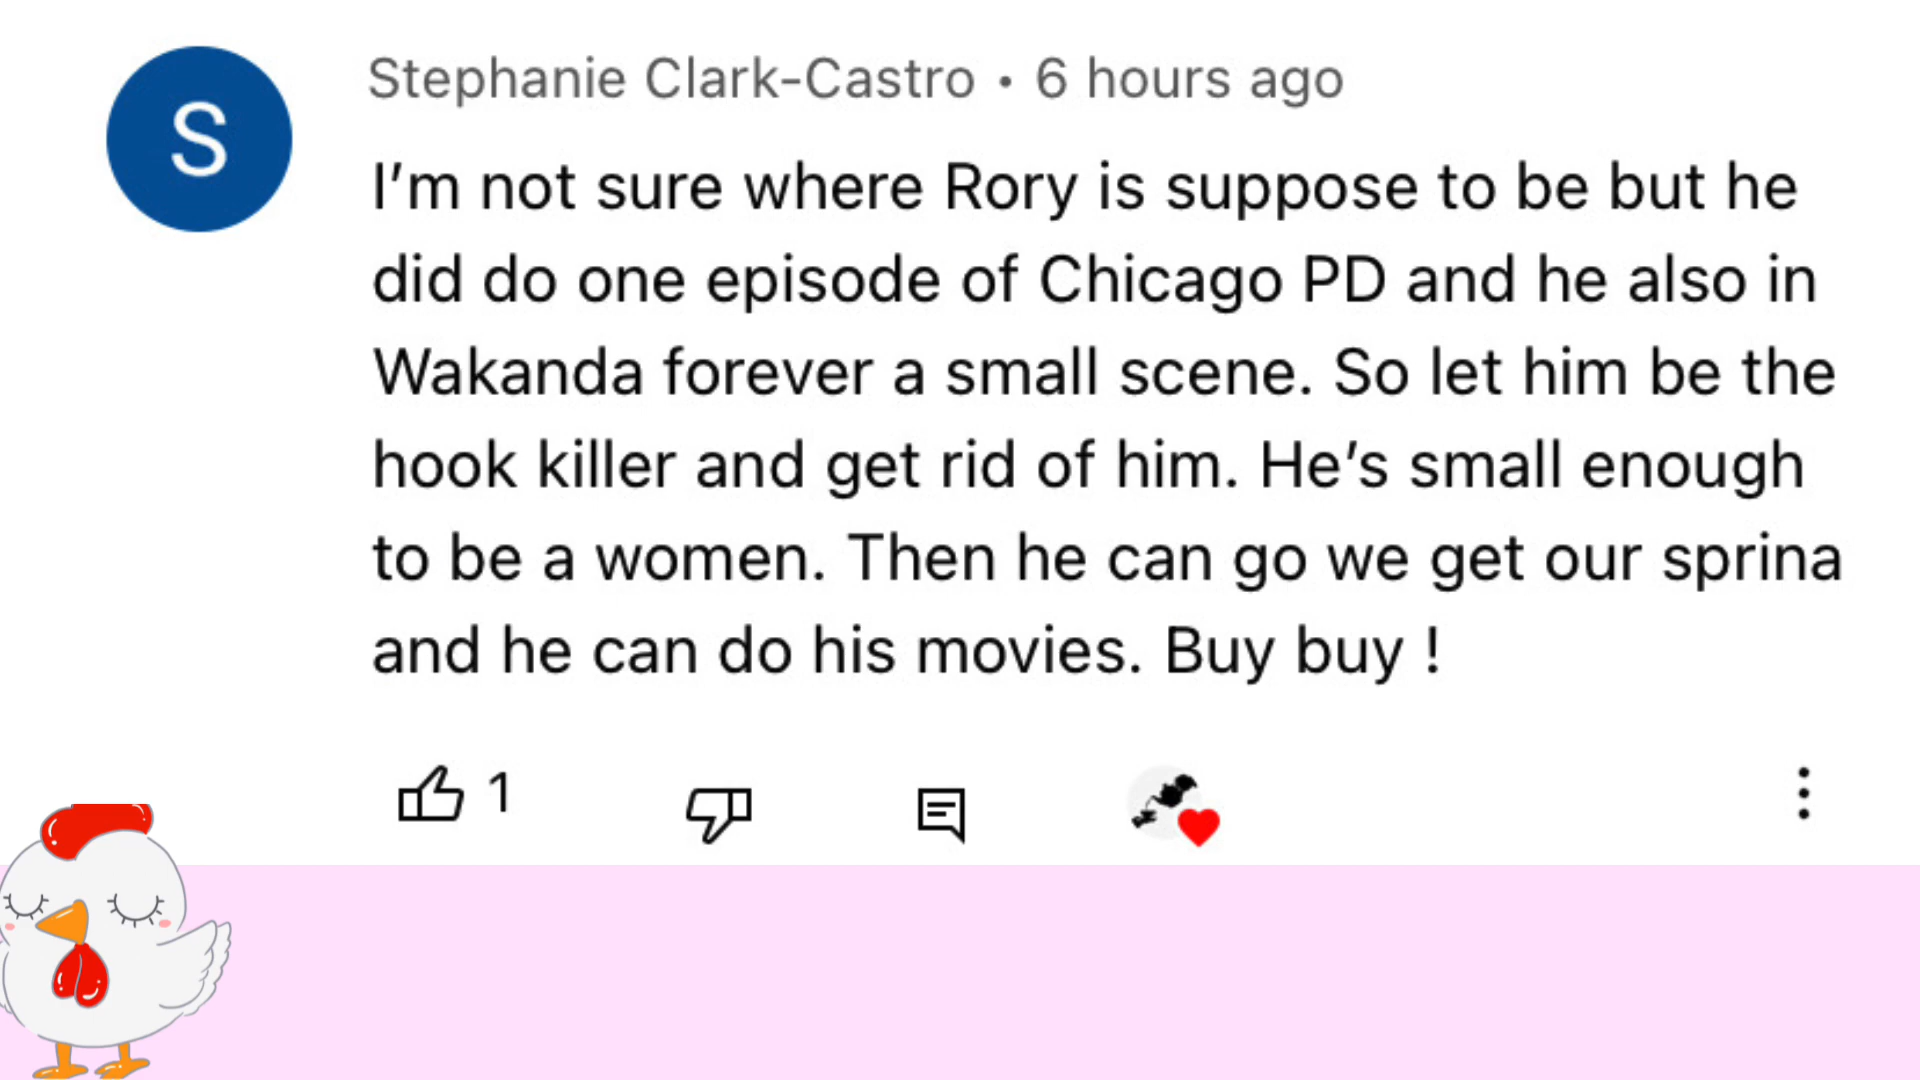 S
Stephanie Clark-Castro • 6 hours ago
I’m not sure where Rory is suppose to be but he
did do one episode of Chicago PD and he also in
Wakanda forever a small scene. So let him be the
hook killer and get rid of him. He’s small enough
to be a women. Then he can go we get our sprina
and he can do his movies. Buy buy !
1